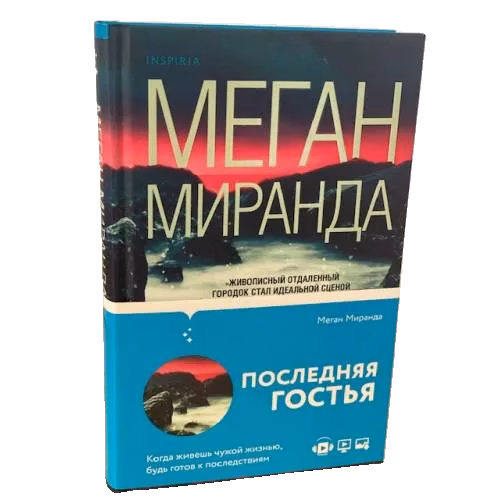 INSPIRIA
МЕГАН
МИРАНДА
«ЖИВОПИСНЫЙ ОТДАЛЕННЫЙ
ГОРОДОК СТАЛ ИДЕАЛЬНОЙ СЦЕНОЙ
Меган Миранда
ПОСЛЕДНЯЯ
ГОСТЬЯ
Когда живешь чужой жизнью,
будь готов к последствиям